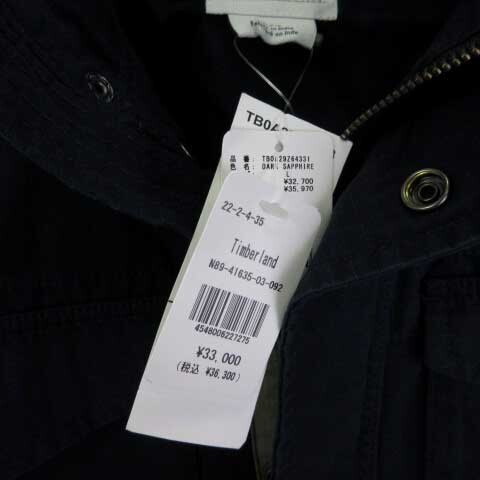 TB0A2
品番: TB0A29Z64331
色名: DARK SAPPHIRE
L
¥32,700
¥35,970
22-2-4-35
Timberland
N89-41635-03-092
4548006227275
¥33,000
(税込 ¥36,300)